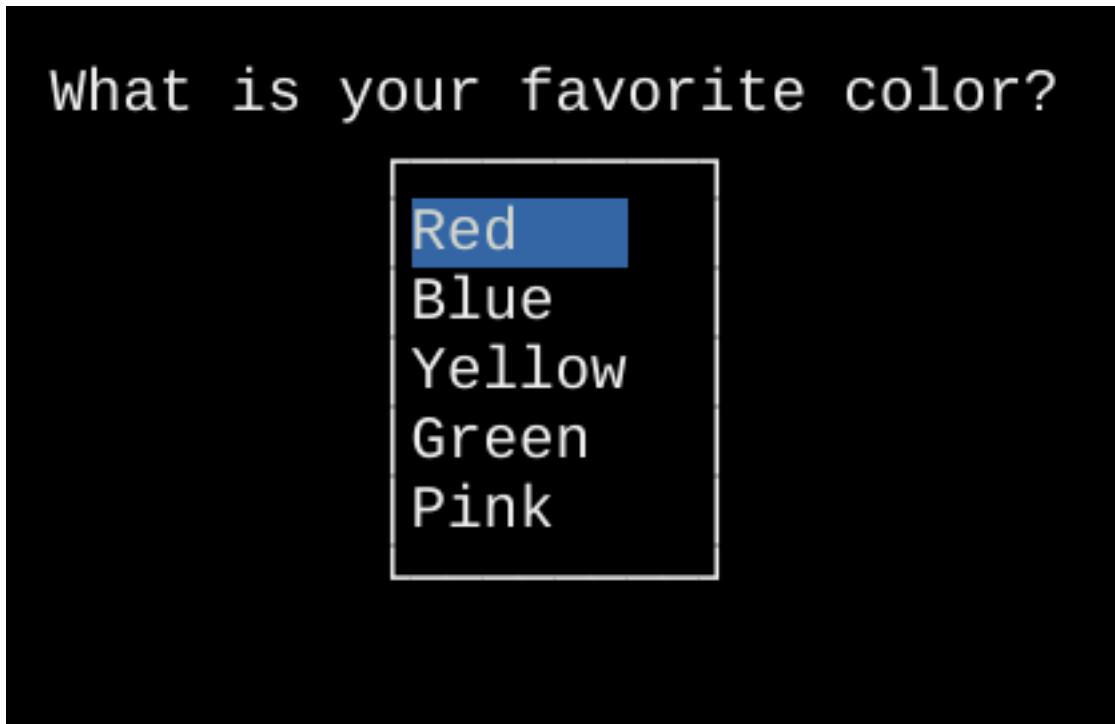 What is your favorite color?
Red
Blue
Yellow
Green
Pink